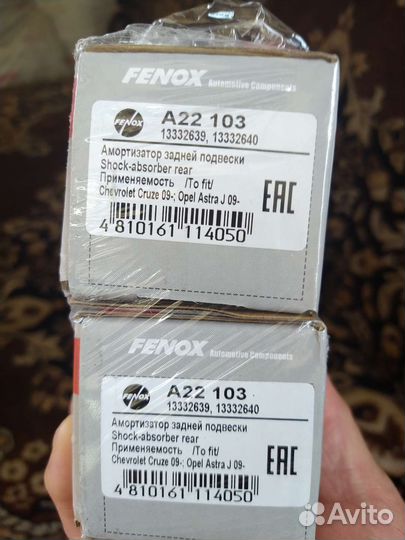 FENOX
Automotive Components
FENOX
A22 103
13332639, 13332640
Амортизатор задней подвески
Shock-absorber rear
Применяемость /To fit/
Chevrolet Cruze 09-; Opel Astra J 09-
4 810161 114050
EAC
FENOX
Automotive Components
FENOX
A22 103
13332639, 13332640
Амортизатор задней подвески
Shock-absorber rear
Применяемость /To fit/
Chevrolet Cruze 09-; Opel Astra J 09-
4 810161 114050
EAC
Avito